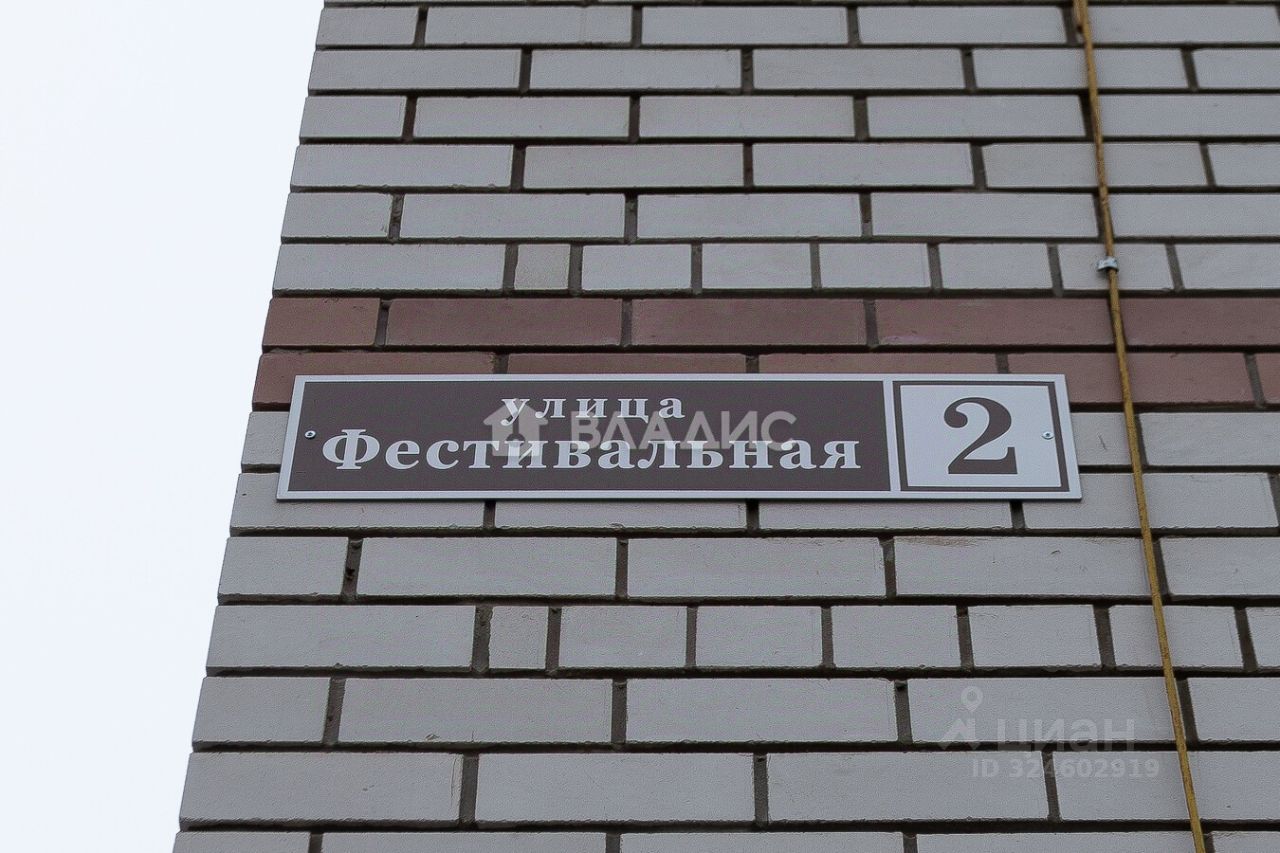 улица
Фестивальная
2
ВЛАДИС
циан
ID 324602919